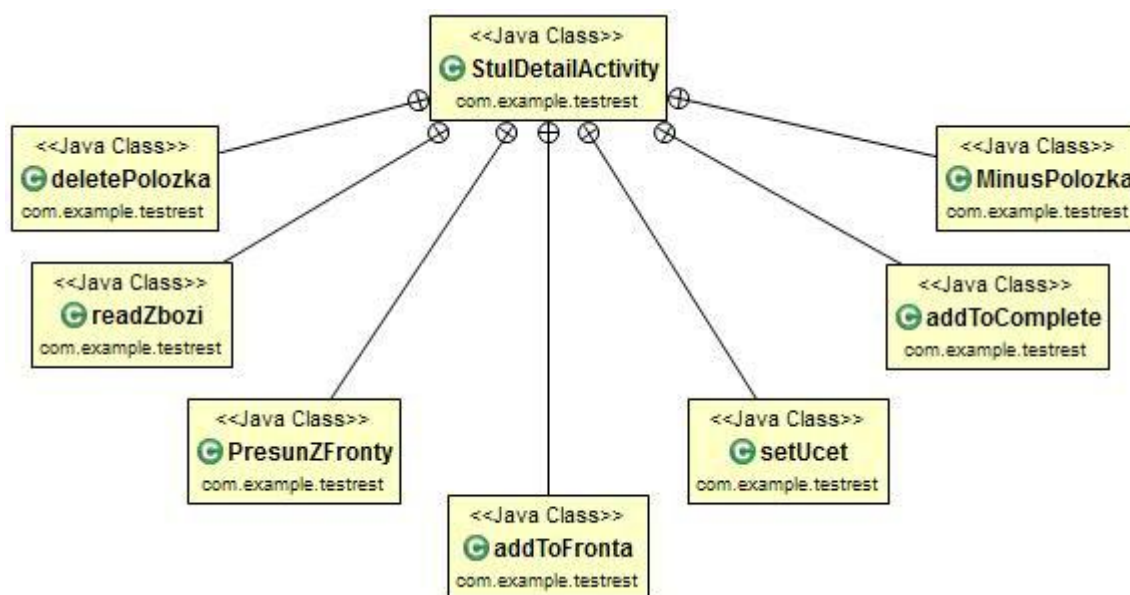 <<Java Class>>
StulDetailActivity
com.example.testrest
<<Java Class>>
deletePolozka
com.example.testrest
<<Java Class>>
MinusPolozka
com.example.testrest
<<Java Class>>
readZbozi
com.example.testrest
<<Java Class>>
addToComplete
com.example.testrest
<<Java Class>>
PresunZFronty
com.example.testrest
<<Java Class>>
setUcet
com.example.testrest
<<Java Class>>
addToFronta
com.example.testrest